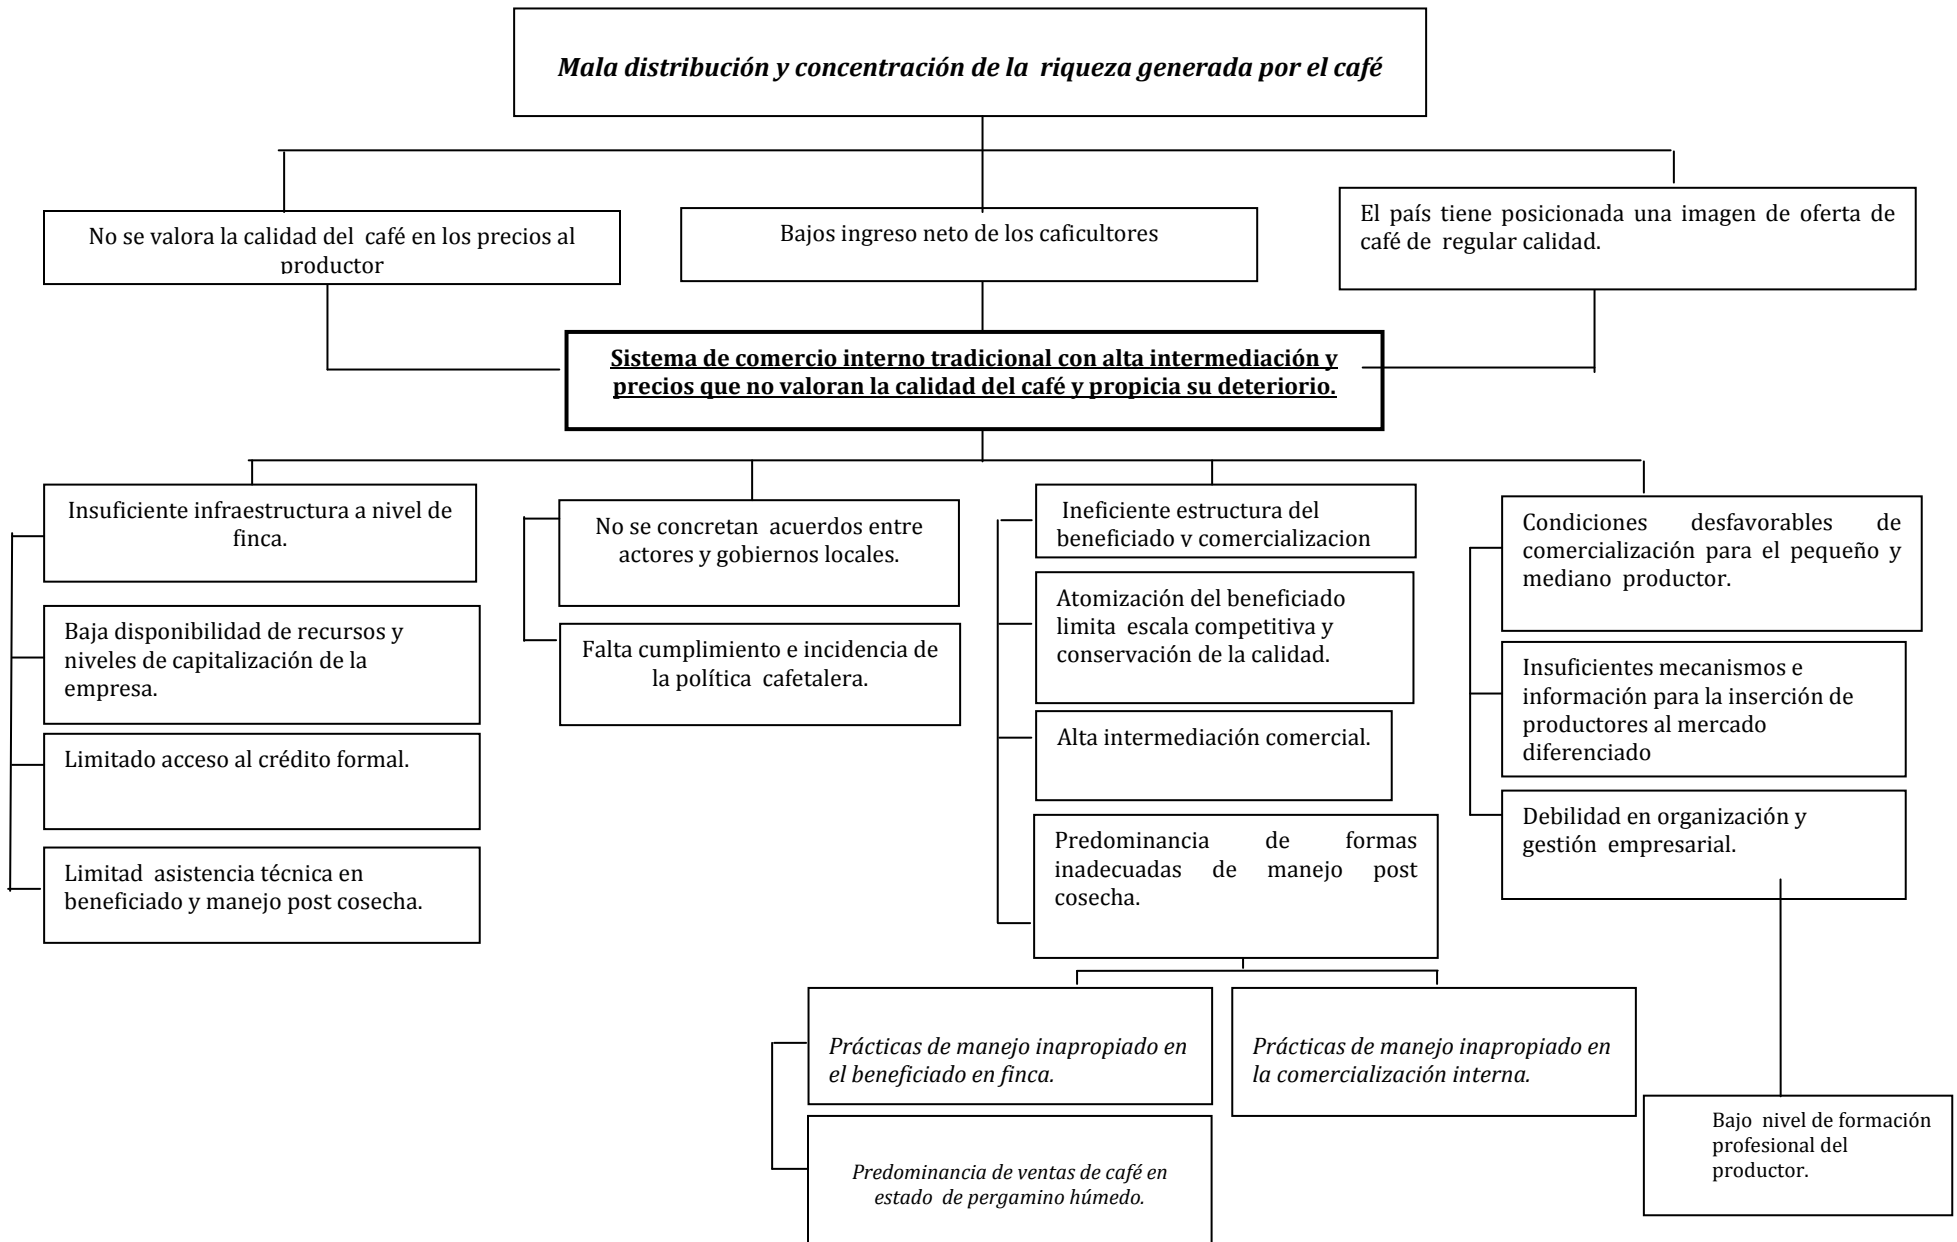 Mala distribución y concentración de la riqueza generada por el café
No se valora la calidad del café en los precios al
productor
Bajos ingreso neto de los caficultores
El país tiene posicionada una imagen de oferta de
café de regular calidad.
Sistema de comercio interno tradicional con alta intermediación y
precios que no valoran la calidad del café y propicia su deterioro.
Insuficiente infraestructura a nivel de
finca.
Baja disponibilidad de recursos y
niveles de capitalización de la
empresa.
Limitado acceso al crédito formal.
Limitad asistencia técnica en
beneficiado y manejo post cosecha.
No se concretan acuerdos entre
actores y gobiernos locales.
Falta cumplimiento e incidencia de
la política cafetalera.
Ineficiente estructura del
beneficiado y comercializacion
Atomización del beneficiado
limita escala competitiva y
conservación de la calidad.
Alta intermediación comercial.
Predominancia de formas
inadecuadas de manejo post
cosecha.
Condiciones desfavorables de
comercialización para el pequeño y
mediano productor.
Insuficientes mecanismos e
información para la inserción de
productores al mercado
diferenciado
Debilidad en organización y
gestión empresarial.
Prácticas de manejo inapropiado en
el beneficiado en finca.
Prácticas de manejo inapropiado en
la comercialización interna.
Predominancia de ventas de café en
estado de pergamino húmedo.
Bajo nivel de formación
profesional del
productor.